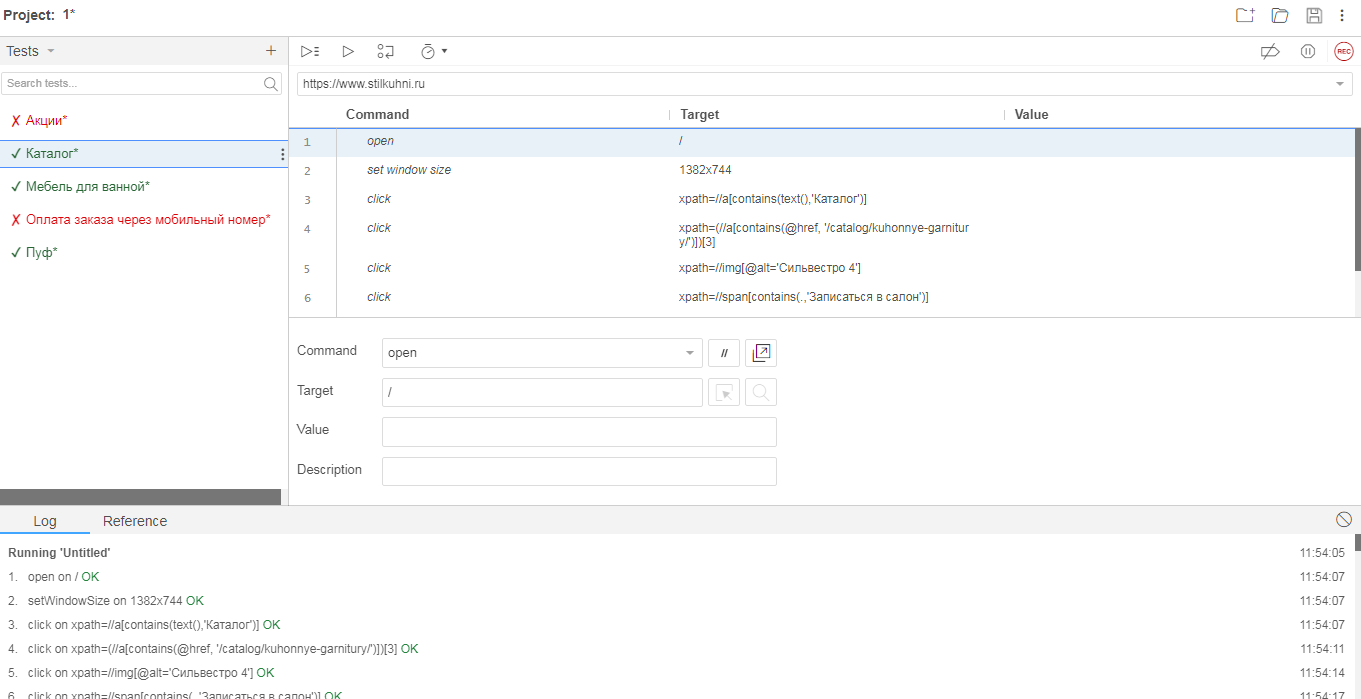 Project: 1*
Tests
Search tests...
✗ Акции*
✓ Каталог*
✓ Мебель для ванной*
✗ Оплата заказа через мобильный номер*
✓ Пуф*
REC
https://www.stilkuhni.ru
Command Target Value
1 open /
2 set window size 1382x744
3 click xpath=//a[contains(text(),'Каталог')]
4 click xpath=(//a[contains(@href, '/catalog/kuhonnye-garnitur
y/')])[3]
5 click xpath=//img[@alt='Сильвестро 4']
6 click xpath=//span[contains(.,'Записаться в салон')]
Command open //
Target /
Value
Description
Log Reference
Running 'Untitled' 11:54:05
1. open on / OK 11:54:07
2. setWindowSize on 1382x744 OK 11:54:07
3. click on xpath=//a[contains(text(),'Каталог')] OK 11:54:07
4. click on xpath=(//a[contains(@href, '/catalog/kuhonnye-garnitury/')])[3] OK 11:54:11
5. click on xpath=//img[@alt='Сильвестро 4'] OK 11:54:14
6. click on xpath=//span[contains(.,'Записаться в салон')] OK 11:54:17